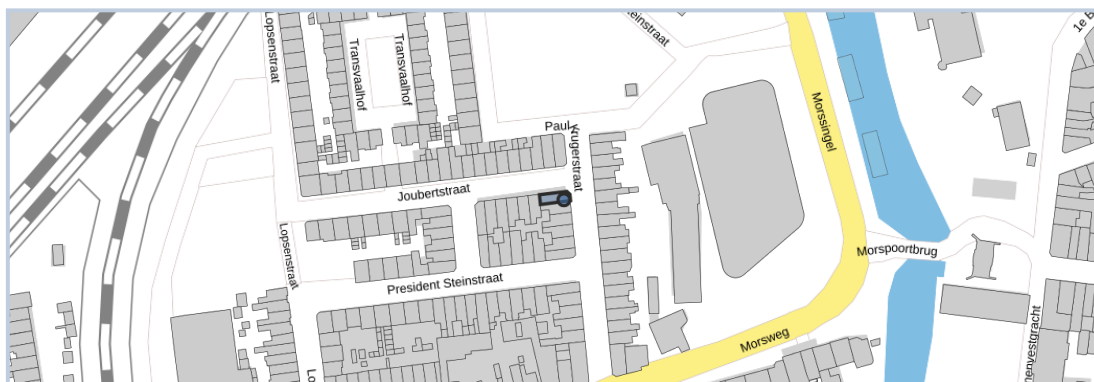 Lopsenstraat
Transvaalhof
Transvaalhof
Morssingel
Paul
Krugerstraat
Joubertstraat
Lopsenstraat
President Steinstraat
Morspoortbrug
Morsweg